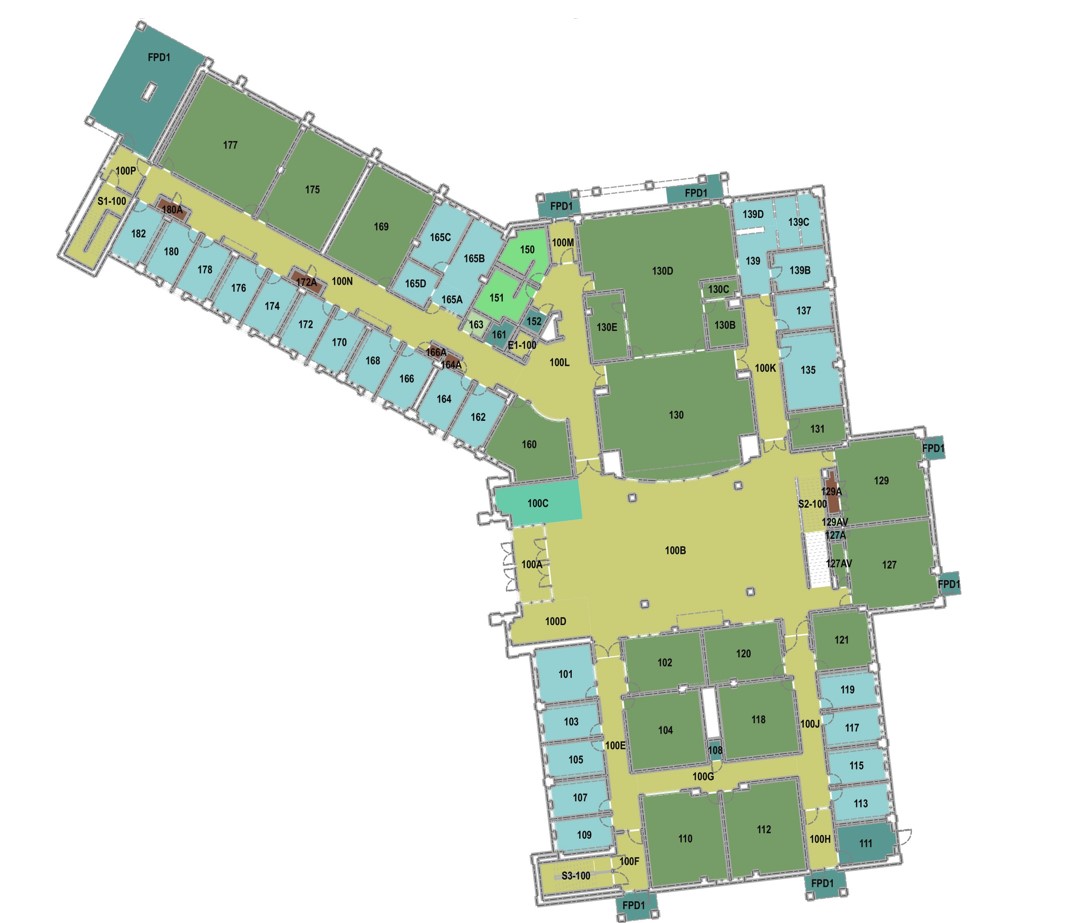 FPD1
177
100P
175
S1-100
180A
182
180
178
169
165C
165B
150
100M
FPD1
FPD1
139D
139C
139
139B
130D
176
172A
100N
165D
165A
151
130C
137
174
163
161
152
130E
130B
172
E1-100
170
166A
164A
100L
100K
135
168
166
164
162
130
131
160
100C
129
FPD1
129A
S2-100
129AV
127A
100B
100A
127AV
127
FPD1
100D
121
101
102
120
119
103
104
118
100J
117
100E
108
105
115
100G
107
113
109
110
112
100H
111
100F
S3-100
FPD1
FPD1